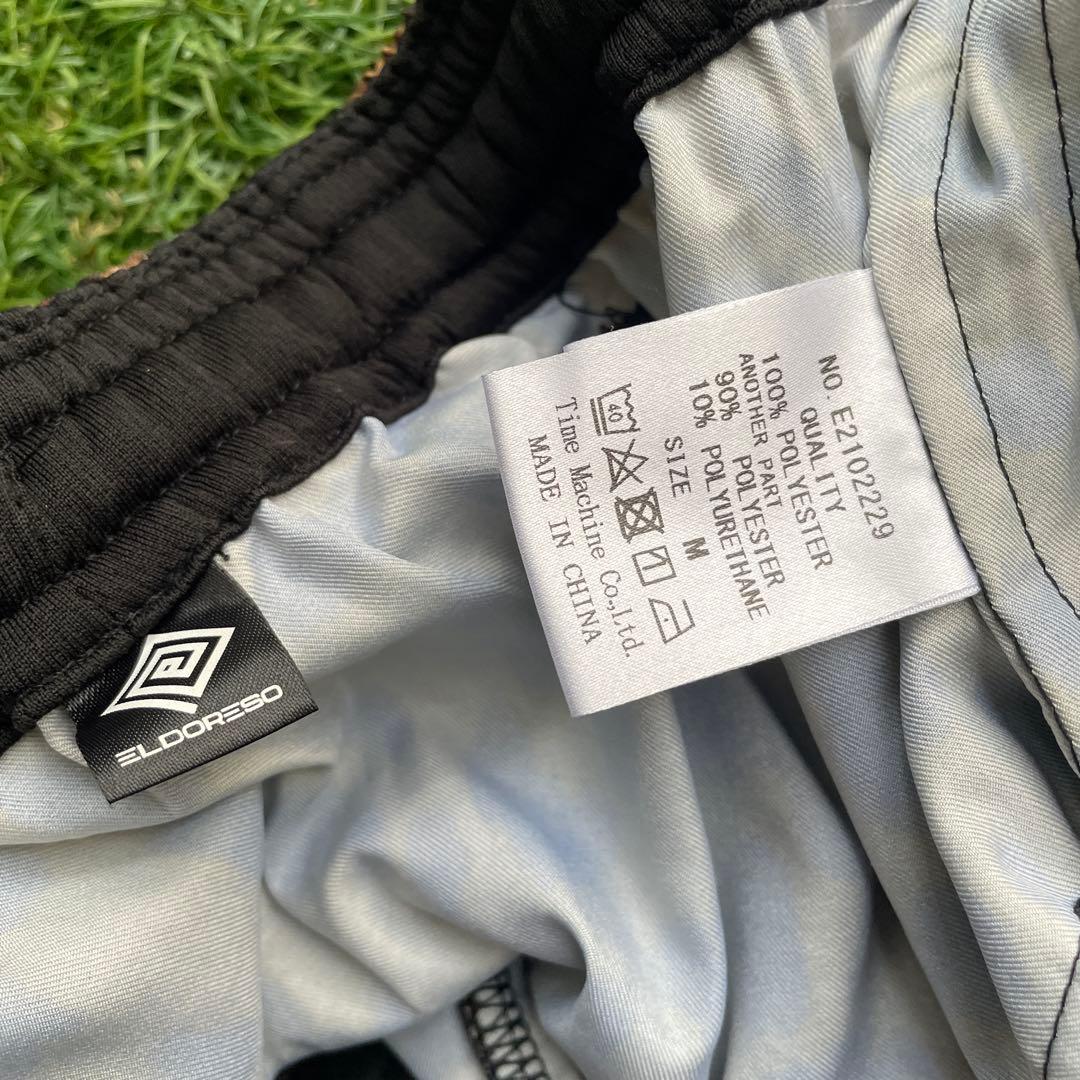 NO. E2102229
QUALITY
100% POLYESTER
ANOTHER PART
90% POLYESTER
10% POLYURETHANE
SIZE M
40
Time Machine Co.,Ltd.
MADE IN CHINA
ELDORESO